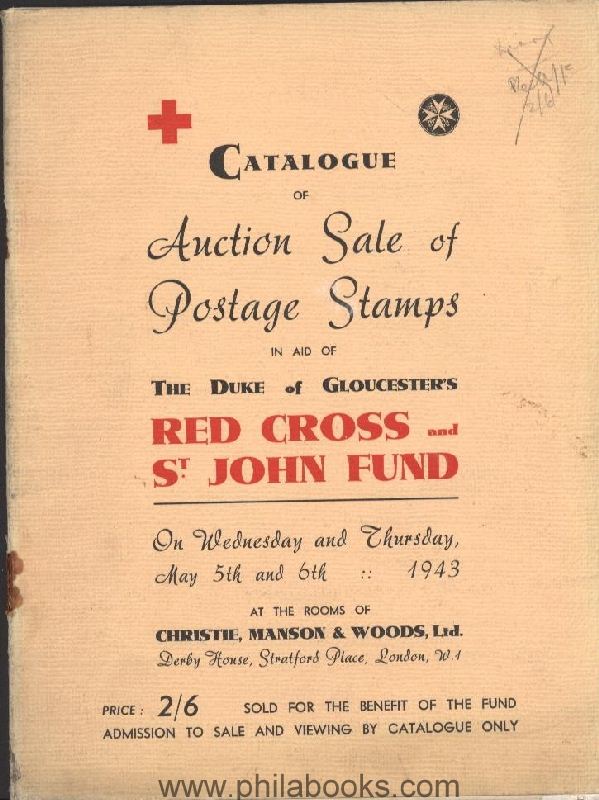 CATALOGUE
OF
Auction Sale of
Postage Stamps
IN AID OF
THE DUKE of GLOUCESTER'S
RED CROSS and
ST. JOHN FUND
On Wednesday and Thursday,
May 5th and 6th :: 1943
AT THE ROOMS OF
CHRISTIE, MANSON & WOODS, Ltd.
Derby House, Stratford Place, London, W.1
PRICE: 2/6 SOLD FOR THE BENEFIT OF THE FUND
ADMISSION TO SALE AND VIEWING BY CATALOGUE ONLY
www.philabooks.com